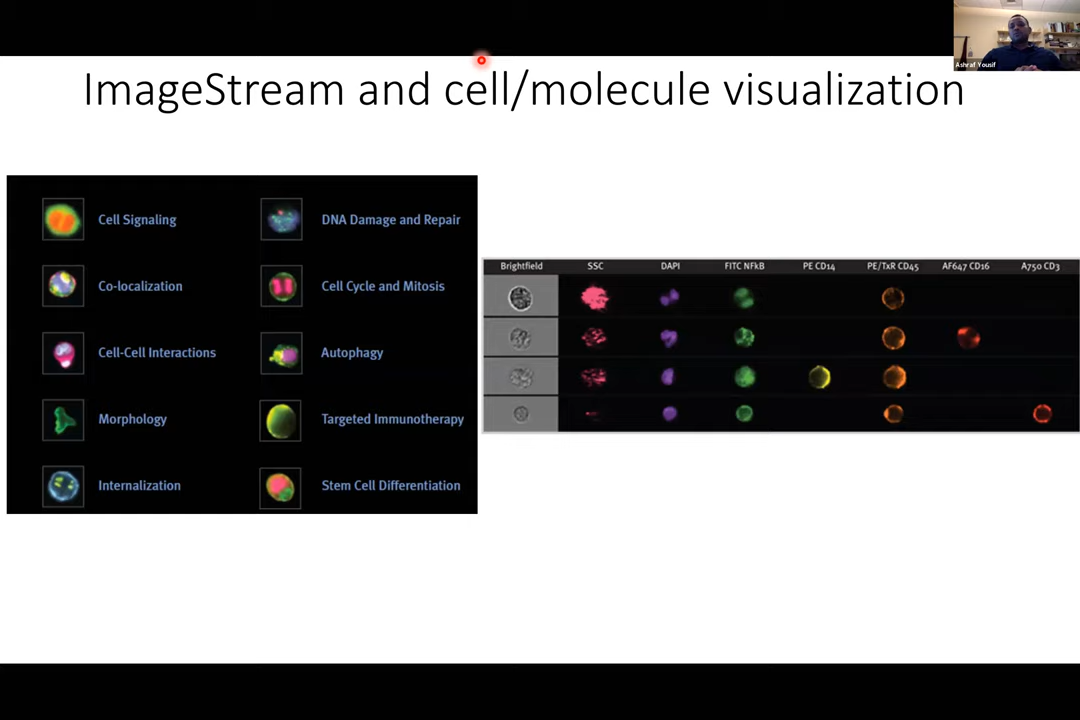 Ashraf Yousif
ImageStream and cell/molecule visualization
Cell Signaling
DNA Damage and Repair
Co-localization
Cell Cycle and Mitosis
Cell-Cell Interactions
Autophagy
Morphology
Targeted Immunotherapy
Internalization
Stem Cell Differentiation
Brightfield SSC DAPI FITC NFkB PE CD14 PE/TxR CD45 AF647 CD16 A750 CD3